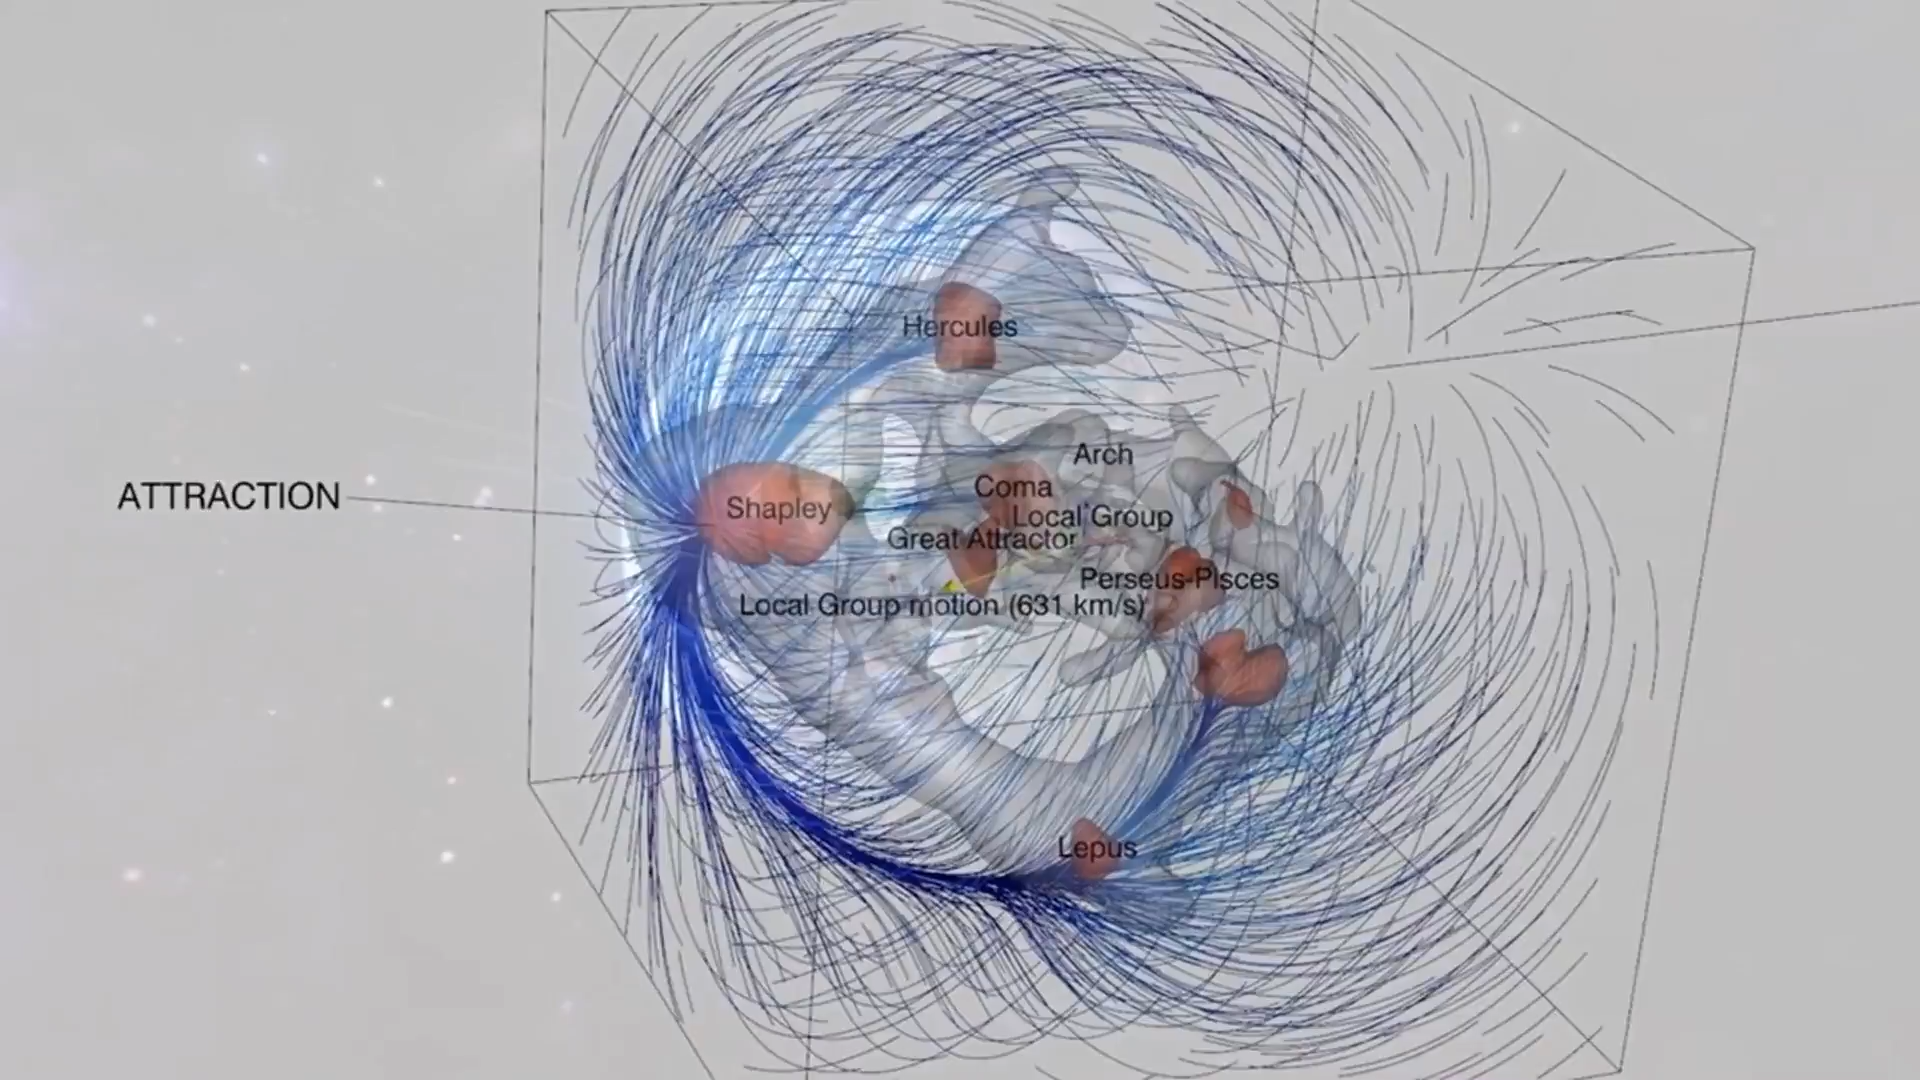 Hercules
Arch
Coma
ATTRACTION
Shapley
Local Group
Great Attractor
Perseus-Pisces
Local Group motion (631 km/s)
Lepus